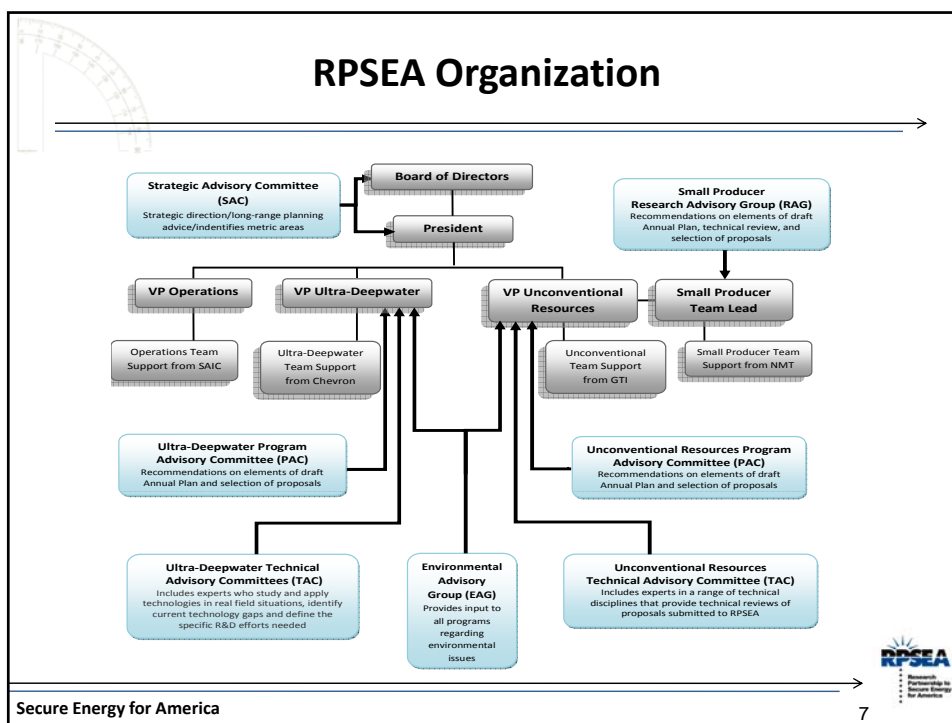 RPSEA Organization
Board of Directors
Strategic Advisory Committee
(SAC)
Strategic direction/long-range planning
advice/indentifies metric areas
President
Small Producer
Research Advisory Group (RAG)
Recommendations on elements of draft
Annual Plan, technical review, and
selection of proposals
VP Operations
VP Ultra-Deepwater
VP Unconventional
Resources
Small Producer
Team Lead
Operations Team
Support from SAIC
Ultra-Deepwater
Team Support
from Chevron
Unconventional
Team Support
from GTI
Small Producer Team
Support from NMT
Ultra-Deepwater Program
Advisory Committee (PAC)
Recommendations on elements of draft
Annual Plan and selection of proposals
Unconventional Resources Program
Advisory Committee (PAC)
Recommendations on elements of draft
Annual Plan and selection of proposals
Ultra-Deepwater Technical
Advisory Committees (TAC)
Includes experts who study and apply
technologies in real field situations, identify
current technology gaps and define the
specific R&D efforts needed
Environmental
Advisory
Group (EAG)
Provides input to
all programs
regarding
environmental
issues
Unconventional Resources
Technical Advisory Committee (TAC)
Includes experts in a range of technical
disciplines that provide technical reviews of
proposals submitted to RPSEA
RPSEA
Research
Partnership to
Secure Energy
for America
Secure Energy for America
7